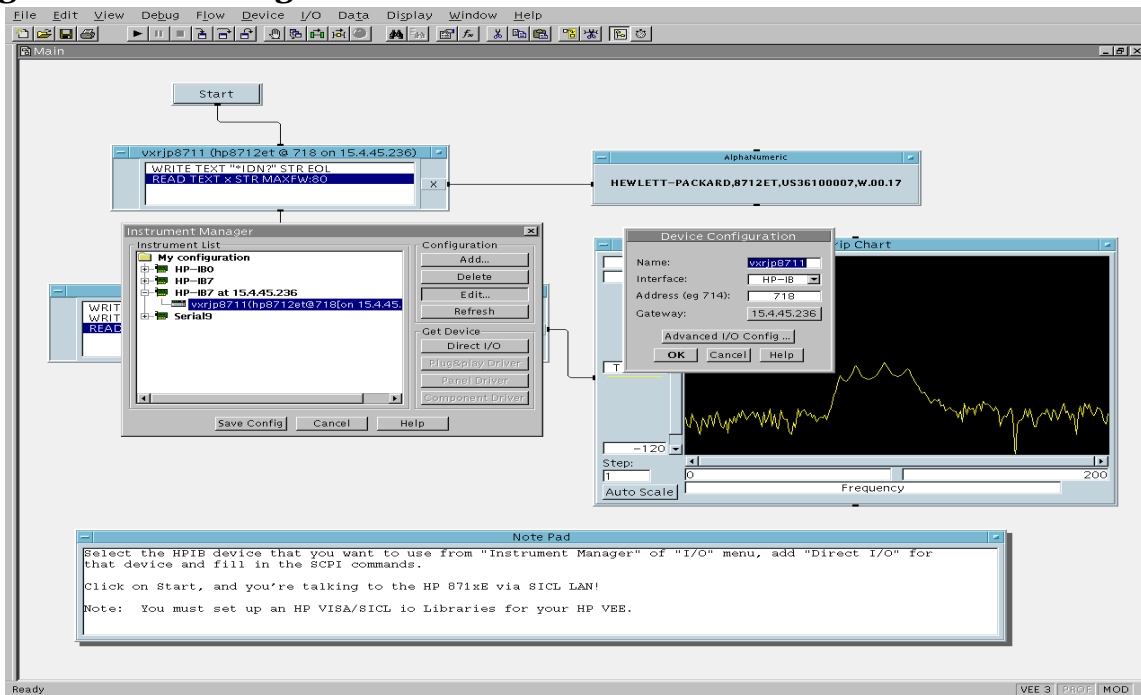 File Edit View Debug Flow Device I/O Data Display Window Help
Main
Start
vxrjp8711 (hp8712et @ 718 on 15.4.45.236)
WRITE TEXT "*IDN?" STR EOL
READ TEXT x STR MAXFW:80
X
AlphaNumeric
HEWLETT-PACKARD,8712ET,US36100007,W.00.17
Instrument Manager
Instrument List
My configuration
HP-IB0
HP-IB7
HP-IB7 at 15.4.45.236
vxrjp8711(hp8712et@718[on 15.4.45.
Serial9
Configuration
Add...
Delete
Edit...
Refresh
Get Device
Direct I/O
Plug&play Driver
Panel Driver
Component Driver
Save Config Cancel Help
WRIT
WRIT
READ
Device Configuration
Name: vxrjp8711
Interface: HP-IB
Address (eg 714): 718
Gateway: 15.4.45.236
Advanced I/O Config ...
OK Cancel Help
rip Chart
T
-120
Step:
1
Auto Scale
0 200
Frequency
Note Pad
Select the HPIB device that you want to use from "Instrument Manager" of "I/O" menu, add "Direct I/O" for
that device and fill in the SCPI commands.
Click on Start, and you're talking to the HP 871xE via SICL LAN!
Note: You must set up an HP VISA/SICL io Libraries for your HP VEE.
Ready
VEE 3 PROF MOD